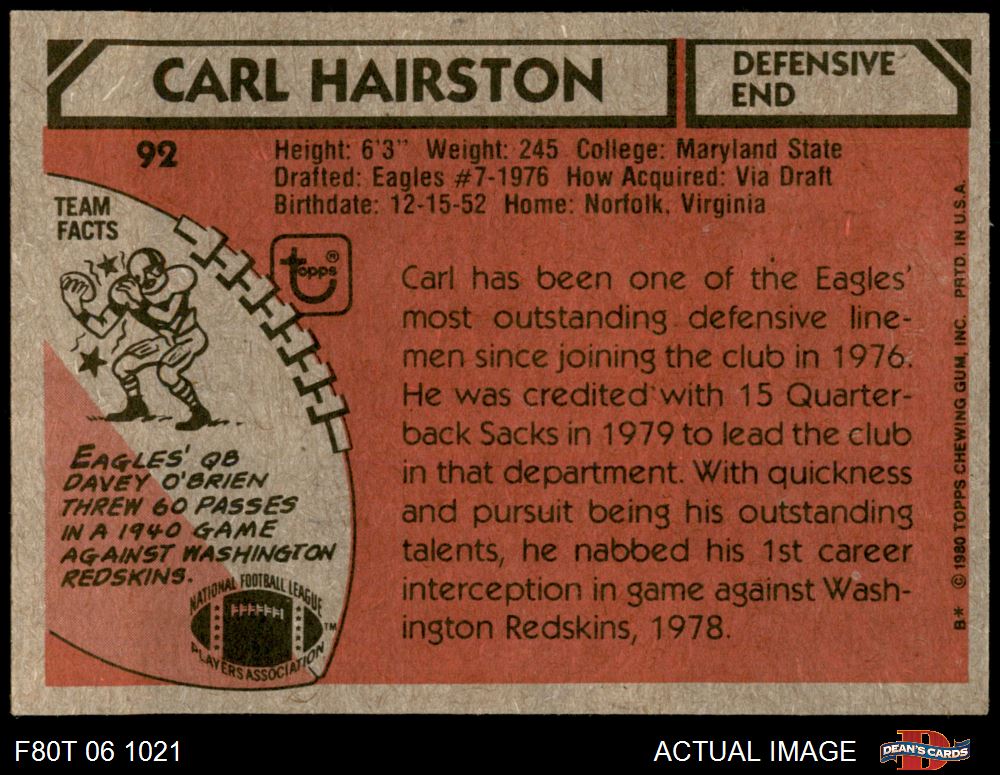 CARL HAIRSTON
DEFENSIVE
END
92
Height: 6'3" Weight: 245 College: Maryland State
Drafted: Eagles #7-1976 How Acquired: Via Draft
Birthdate: 12-15-52 Home: Norfolk, Virginia
TEAM
FACTS
topps ®
EAGLES' QB
DAVEY O'BRIEN
THREW 60 PASSES
IN A 1940 GAME
AGAINST WASHINGTON
REDSKINS.
NATIONAL FOOTBALL LEAGUE
PLAYERS ASSOCIATION
TM
Carl has been one of the Eagles'
most outstanding defensive line-
men since joining the club in 1976.
He was credited with 15 Quarter-
back Sacks in 1979 to lead the club
in that department. With quickness
and pursuit being his outstanding
talents, he nabbed his 1st career
interception in game against Wash-
ington Redskins, 1978.
B* © 1980 TOPPS CHEWING GUM, INC. PRTD. IN U.S.A.
F80T 06 1021
ACTUAL IMAGE
DEAN'S CARDS